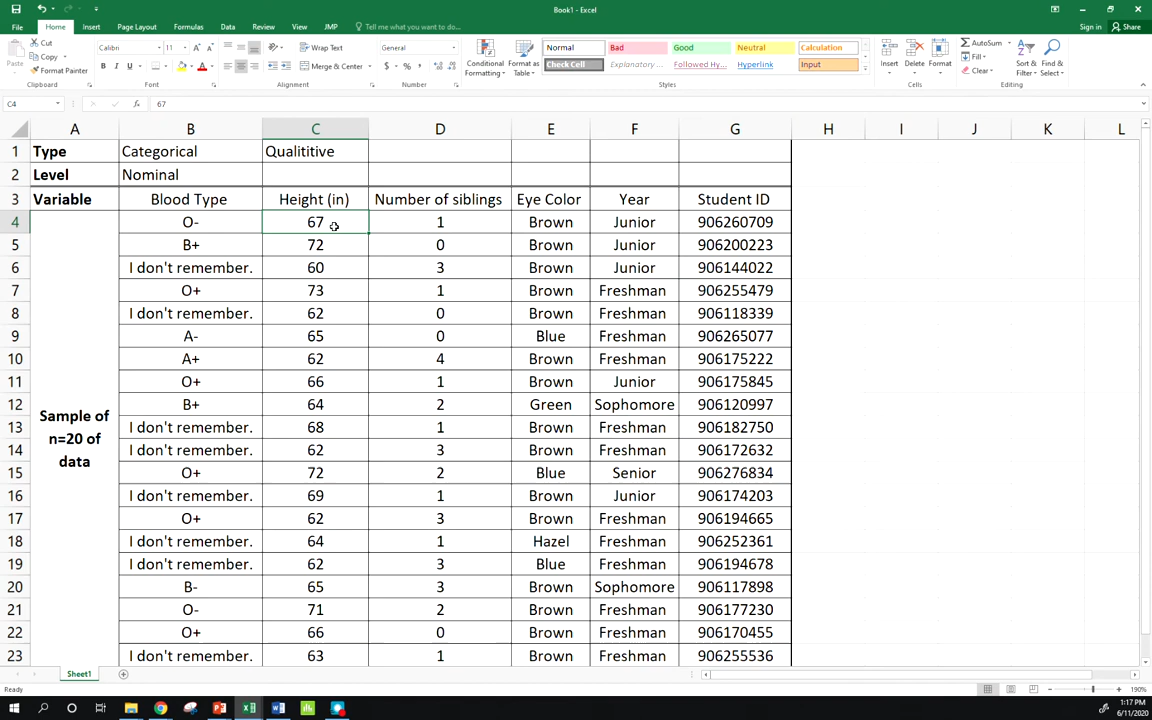 Book1 - Excel
File Home Insert Page Layout Formulas Data Review View JMP Tell me what you want to do... Sign in Share
Paste Cut Copy Format Painter Clipboard
Calibri 11 B I U A Font
Wrap Text Merge & Center Alignment
General $ % , Number
Conditional Formatting Format as Table
Normal Bad Good Neutral Calculation
Check Cell Explanatory ... Followed Hy... Hyperlink Input
Styles
Insert Delete Format Cells
AutoSum Fill Clear Sort & Filter Find & Select Editing
C4 fx 67
A B C D E F G H I J K L
1 Type Categorical Qualititive
2 Level Nominal
3 Variable Blood Type Height (in) Number of siblings Eye Color Year Student ID
4 O- 67 1 Brown Junior 906260709
5 B+ 72 0 Brown Junior 906200223
6 I don't remember. 60 3 Brown Junior 906144022
7 O+ 73 1 Brown Freshman 906255479
8 I don't remember. 62 0 Brown Freshman 906118339
9 A- 65 0 Blue Freshman 906265077
10 A+ 62 4 Brown Freshman 906175222
11 O+ 66 1 Brown Junior 906175845
12 B+ 64 2 Green Sophomore 906120997
Sample of
n=20 of
data
13 I don't remember. 68 1 Brown Freshman 906182750
14 I don't remember. 62 3 Brown Freshman 906172632
15 O+ 72 2 Blue Senior 906276834
16 I don't remember. 69 1 Brown Junior 906174203
17 O+ 62 3 Brown Freshman 906194665
18 I don't remember. 64 1 Hazel Freshman 906252361
19 I don't remember. 62 3 Blue Freshman 906194678
20 B- 65 3 Brown Sophomore 906117898
21 O- 71 2 Brown Freshman 906177230
22 O+ 66 0 Brown Freshman 906170455
23 I don't remember. 63 1 Brown Freshman 906255536
Sheet1
Ready 190%
1:17 PM
6/11/2020